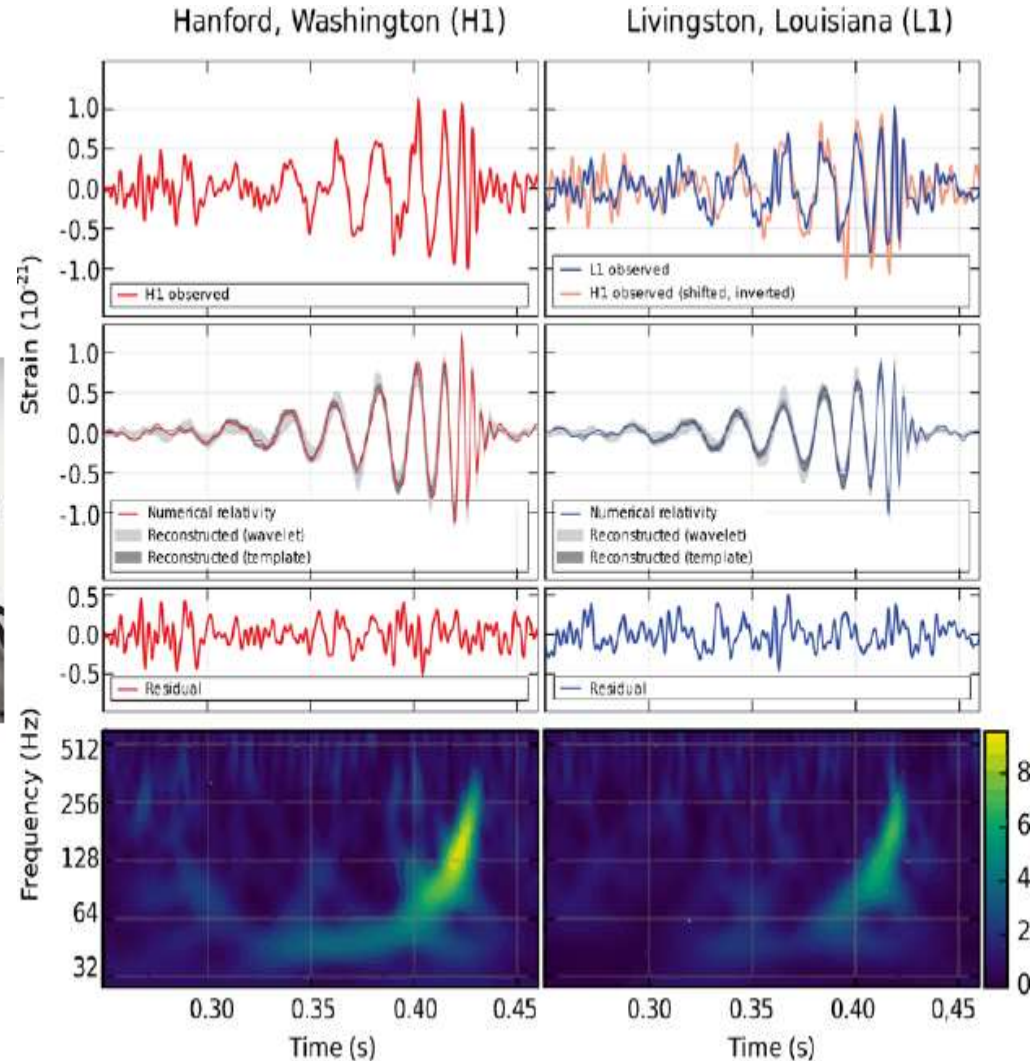 Hanford, Washington (H1)
Livingston, Louisiana (L1)
Strain (10⁻²¹)
1.0
0.5
0.0
-0.5
-1.0
H1 observed
L1 observed
H1 observed (shifted, inverted)
1.0
0.5
0.0
-0.5
-1.0
Numerical relativity
Reconstructed (wavelet)
Reconstructed (template)
Numerical relativity
Reconstructed (wavelet)
Reconstructed (template)
0.5
0.0
-0.5
Residual
Residual
Frequency (Hz)
512
256
128
64
32
8
6
4
2
0
0.30 0.35 0.40 0.45
0.30 0.35 0.40 0,45
Time (s)
Time (s)